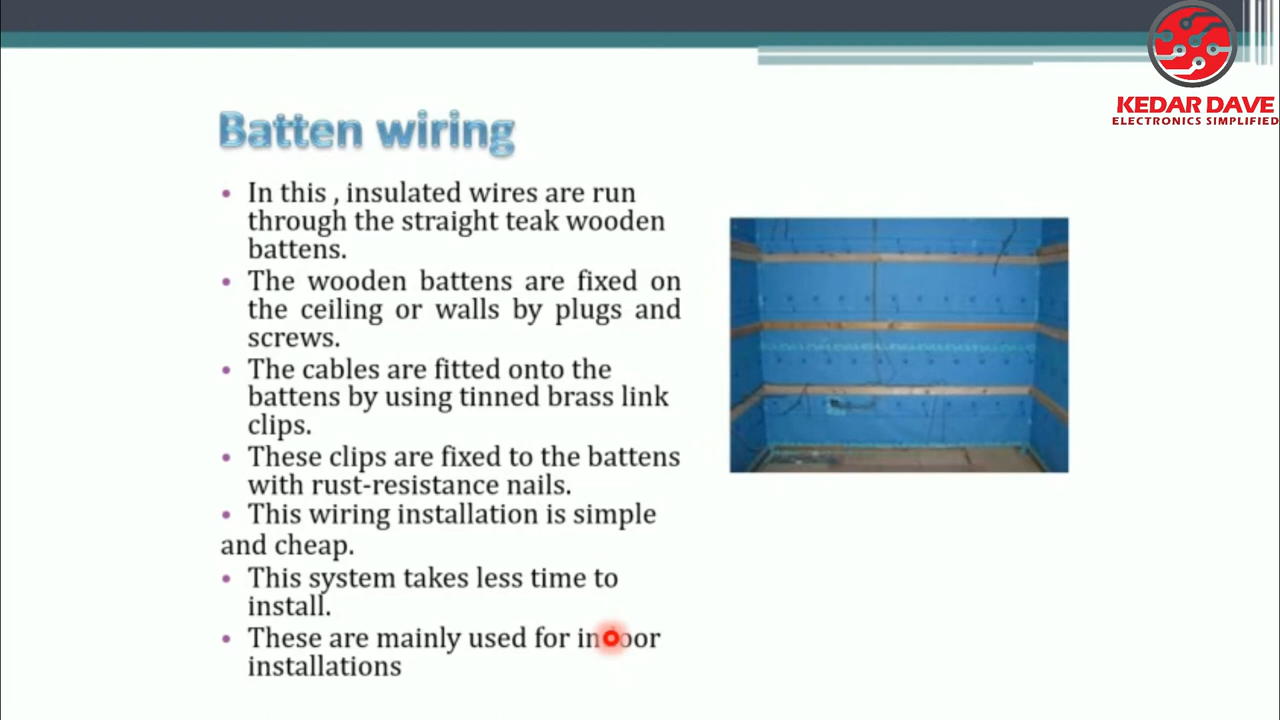 KEDAR DAVE
ELECTRONICS SIMPLIFIED
Batten wiring
• In this , insulated wires are run
through the straight teak wooden
battens.
• The wooden battens are fixed on
the ceiling or walls by plugs and
screws.
• The cables are fitted onto the
battens by using tinned brass link
clips.
• These clips are fixed to the battens
with rust-resistance nails.
• This wiring installation is simple
and cheap.
• This system takes less time to
install.
• These are mainly used for indoor
installations